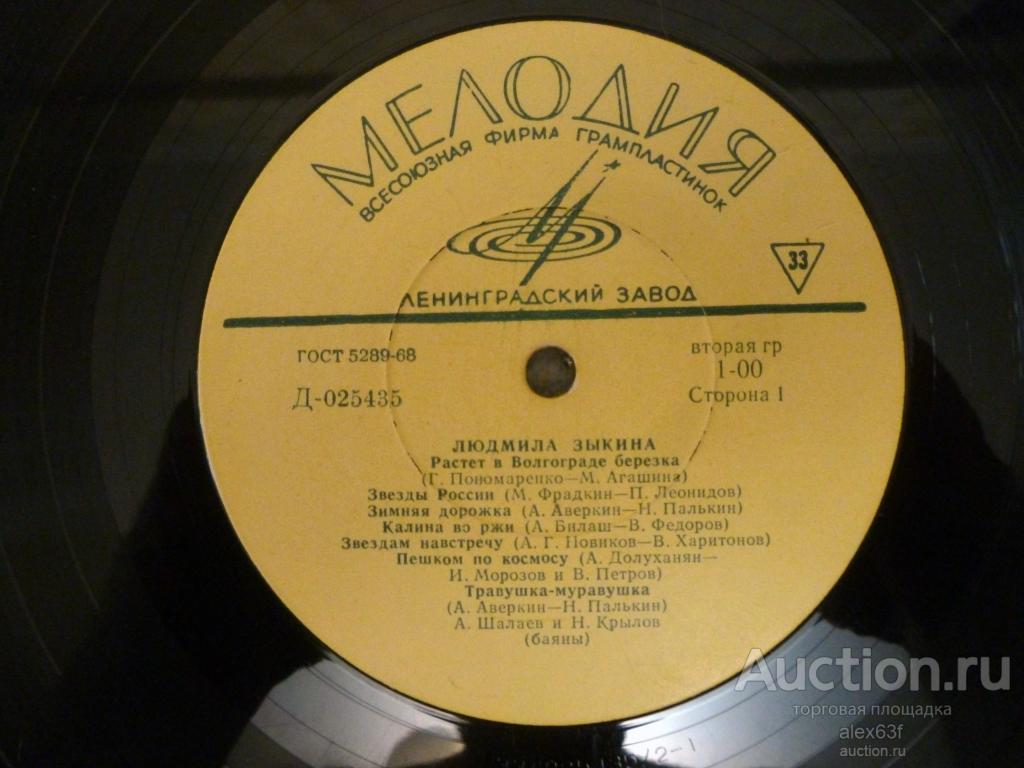 МЕЛОДИЯ
ВСЕСОЮЗНАЯ ФИРМА ГРАМПЛАСТИНОК
33
ЛЕНИНГРАДСКИЙ ЗАВОД
ГОСТ 5289-68
вторая гр
1-00
Д-025435
Сторона 1
ЛЮДМИЛА ЗЫКИНА
Растет в Волгограде березка
(Г. Пономаренко—М. Агашина)
Звезды России (М. Фрадкин—П. Леонидов)
Зимняя дорожка (А. Аверкин—Н. Палькин)
Калина во ржи (А. Билаш—В. Федоров)
Звездам навстречу (А. Г. Новиков—В. Харитонов)
Пешком по космосу (А. Долуханян—
И. Морозов и В. Петров)
Травушка-муравушка
(А. Аверкин—Н. Палькин)
А. Шалаев и Н. Крылов
(баяны)
Auction.ru
торговая площадка
alex63f
auction.ru